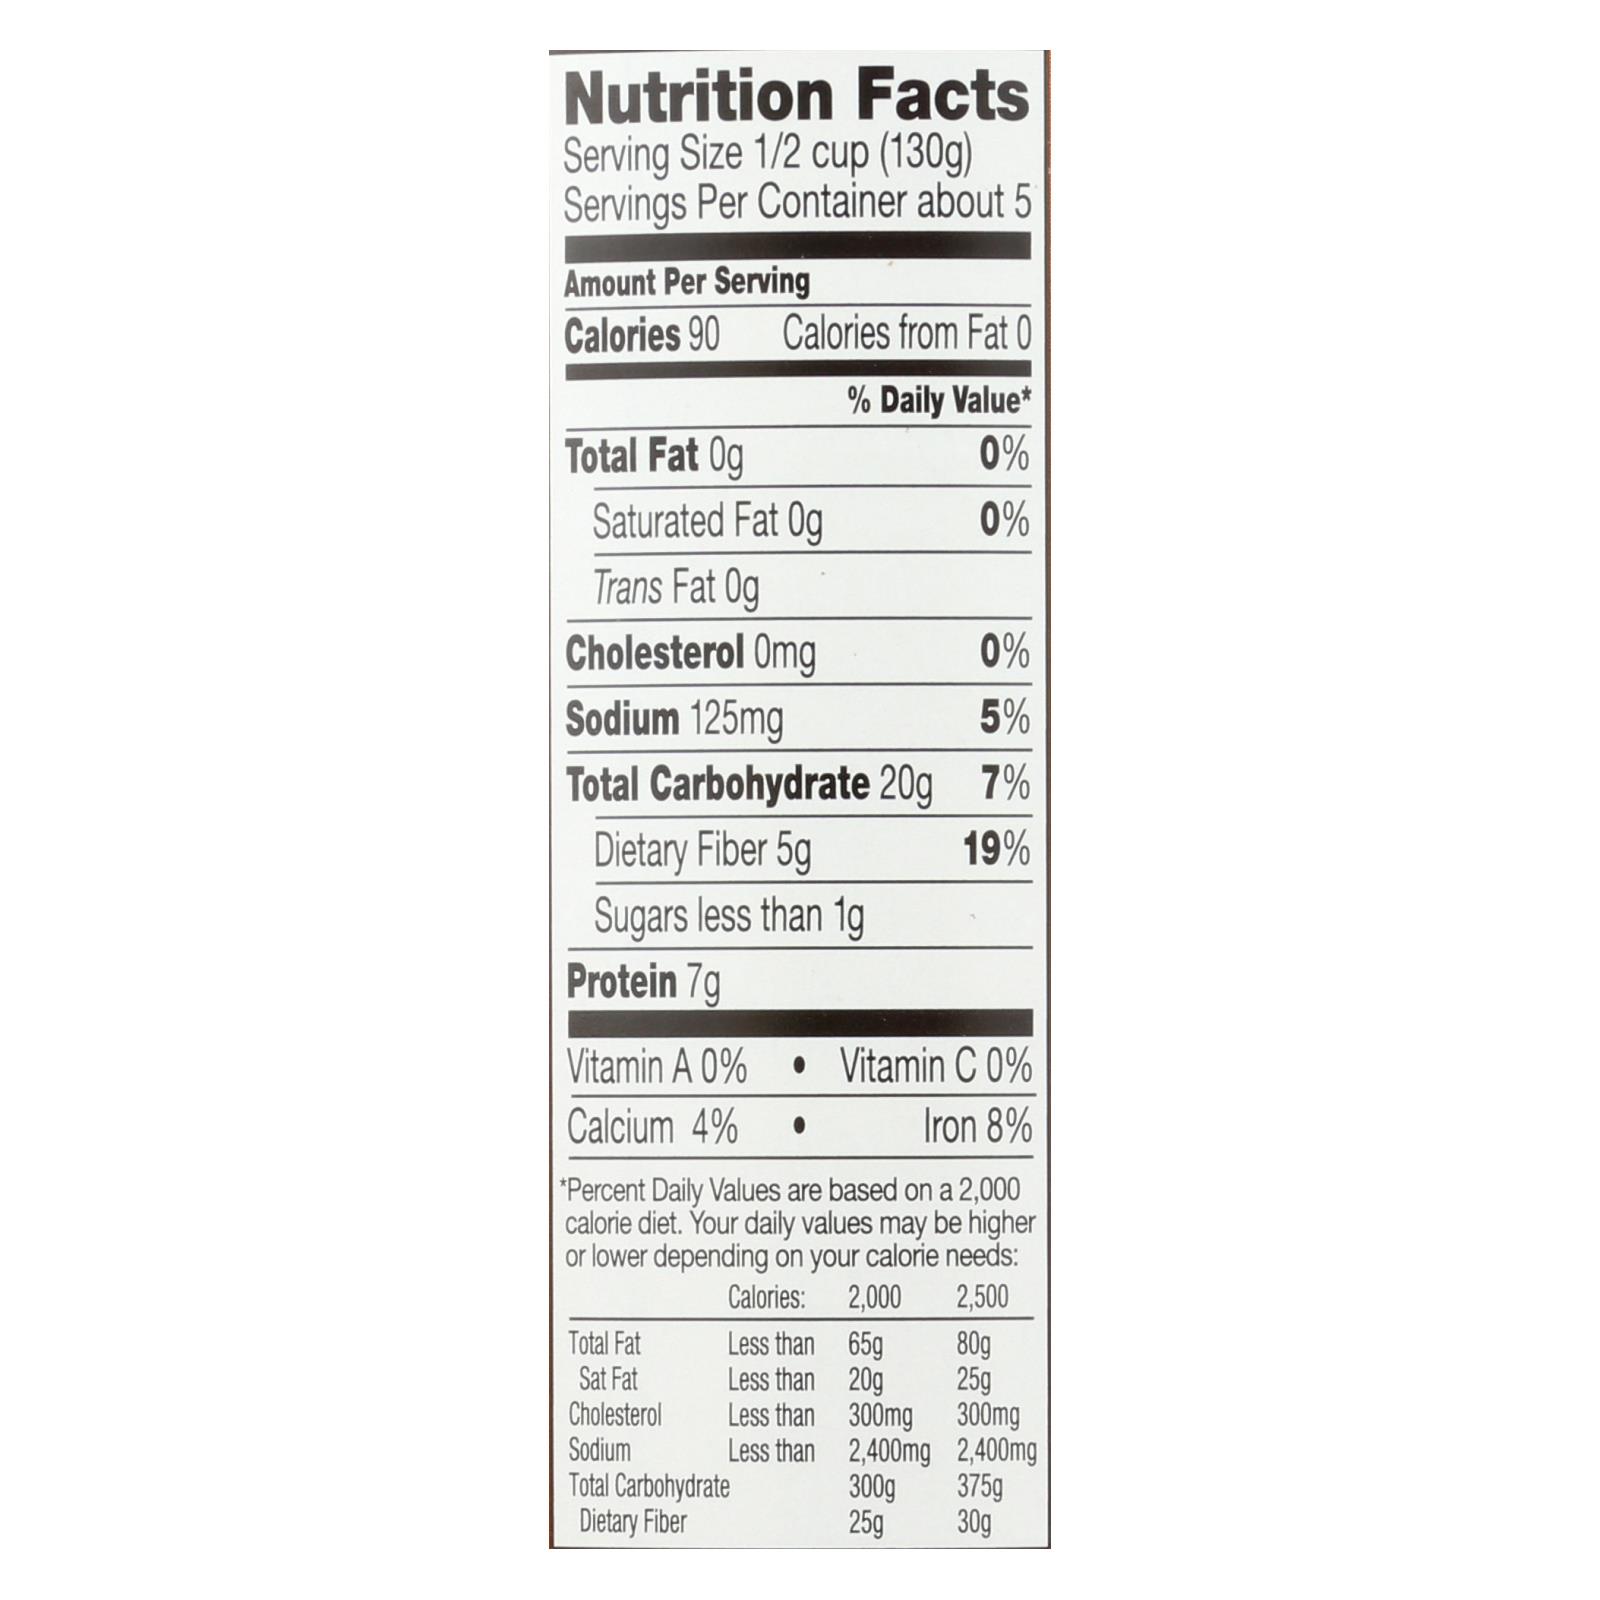 Nutrition Facts
Serving Size 1/2 cup (130g)
Servings Per Container about 5
Amount Per Serving
Calories 90 Calories from Fat 0
% Daily Value*
Total Fat 0g 0%
Saturated Fat 0g 0%
Trans Fat 0g
Cholesterol 0mg 0%
Sodium 125mg 5%
Total Carbohydrate 20g 7%
Dietary Fiber 5g 19%
Sugars less than 1g
Protein 7g
Vitamin A 0% • Vitamin C 0%
Calcium 4% • Iron 8%
*Percent Daily Values are based on a 2,000
calorie diet. Your daily values may be higher
or lower depending on your calorie needs:
Calories: 2,000 2,500
Total Fat Less than 65g 80g
Sat Fat Less than 20g 25g
Cholesterol Less than 300mg 300mg
Sodium Less than 2,400mg 2,400mg
Total Carbohydrate 300g 375g
Dietary Fiber 25g 30g